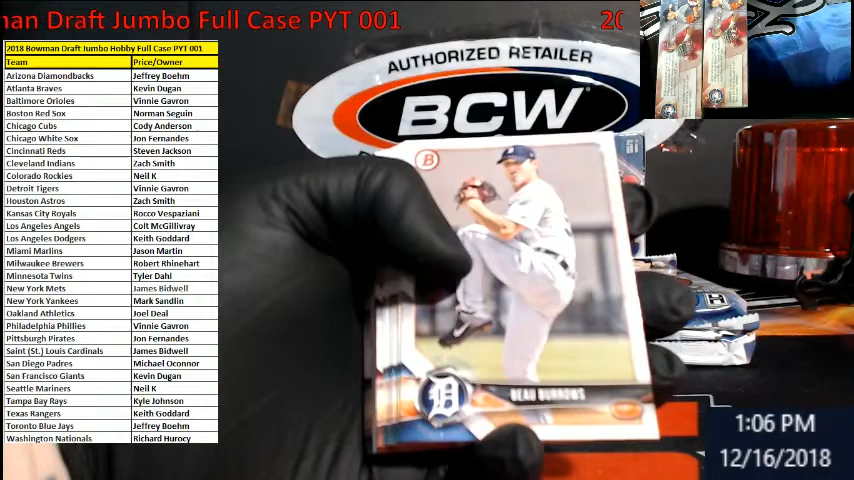 man Draft Jumbo Full Case PYT 001
2018 Bowman Draft Jumbo Hobby Full Case PYT 001
Team Price/Owner
Arizona Diamondbacks Jeffrey Boehm
Atlanta Braves Kevin Dugan
Baltimore Orioles Vinnie Gavron
Boston Red Sox Norman Seguin
Chicago Cubs Cody Anderson
Chicago White Sox Jon Fernandes
Cincinnati Reds Steven Jackson
Cleveland Indians Zach Smith
Colorado Rockies Neil K
Detroit Tigers Vinnie Gavron
Houston Astros Zach Smith
Kansas City Royals Rocco Vespaziani
Los Angeles Angels Colt McGillivray
Los Angeles Dodgers Keith Goddard
Miami Marlins Jason Martin
Milwaukee Brewers Robert Rhinehart
Minnesota Twins Tyler Dahl
New York Mets James Bidwell
New York Yankees Mark Sandlin
Oakland Athletics Joel Deal
Philadelphia Phillies Vinnie Gavron
Pittsburgh Pirates Jon Fernandes
Saint (St.) Louis Cardinals James Bidwell
San Diego Padres Michael Oconnor
San Francisco Giants Kevin Dugan
Seattle Mariners Neil K
Tampa Bay Rays Kyle Johnson
Texas Rangers Keith Goddard
Toronto Blue Jays Jeffrey Boehm
Washington Nationals Richard Hurocy
AUTHORIZED RETAILER
BCW
B
D
BEAU BURROWS
1:06 PM
12/16/2018